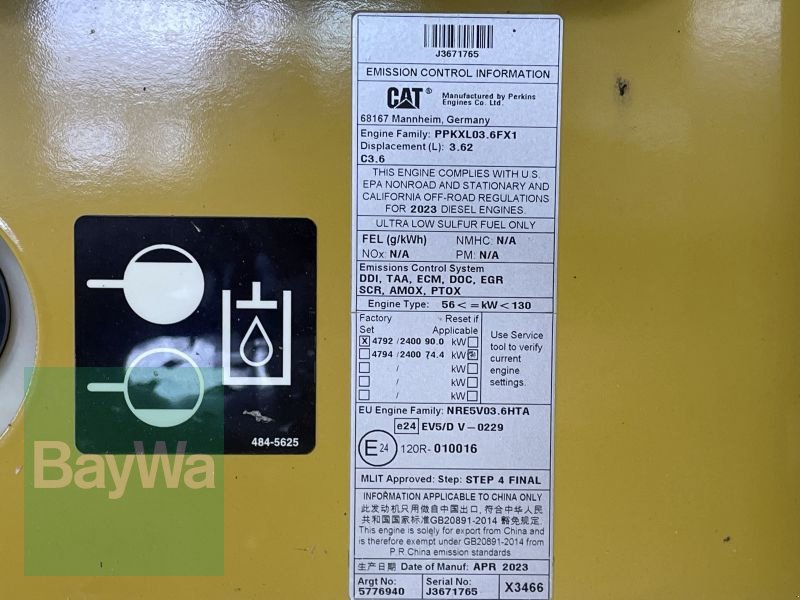 J3671765
EMISSION CONTROL INFORMATION
CAT® Manufactured by Perkins
Engines Co. Ltd.
68167 Mannheim, Germany
Engine Family: PPKXL03.6FX1
Displacement (L): 3.62
C3.6
THIS ENGINE COMPLIES WITH U.S.
EPA NONROAD AND STATIONARY AND
CALIFORNIA OFF-ROAD REGULATIONS
FOR 2023 DIESEL ENGINES.
ULTRA LOW SULFUR FUEL ONLY
FEL (g/kWh) NMHC: N/A
NOx: N/A PM: N/A
Emissions Control System
DDI, TAA, ECM, DOC, EGR
SCR, AMOX, PTOX
Engine Type: 56 <= kW < 130
Factory Set Reset if Applicable
X 4792 / 2400 90.0 kW
4794 / 2400 74.4 kW
/ kW
/ kW
/ kW
Use Service
tool to verify
current
engine
settings.
EU Engine Family: NRE5V03.6HTA
e24 EV5/D V-0229
E24 120R-010016
MLIT Approved: Step: STEP 4 FINAL
INFORMATION APPLICABLE TO CHINA ONLY
此发动机只用做自中国出口, 符合中华人民
共和国国家标准GB20891-2014 豁免规定.
This engine is solely for export from China and
is therefore exempt under GB20891-2014 from
P.R.China emission standards.
生产日期 Date of Manuf: APR 2023
Argt No: Serial No:
5776940 J3671765 X3466
484-5625
BayWa